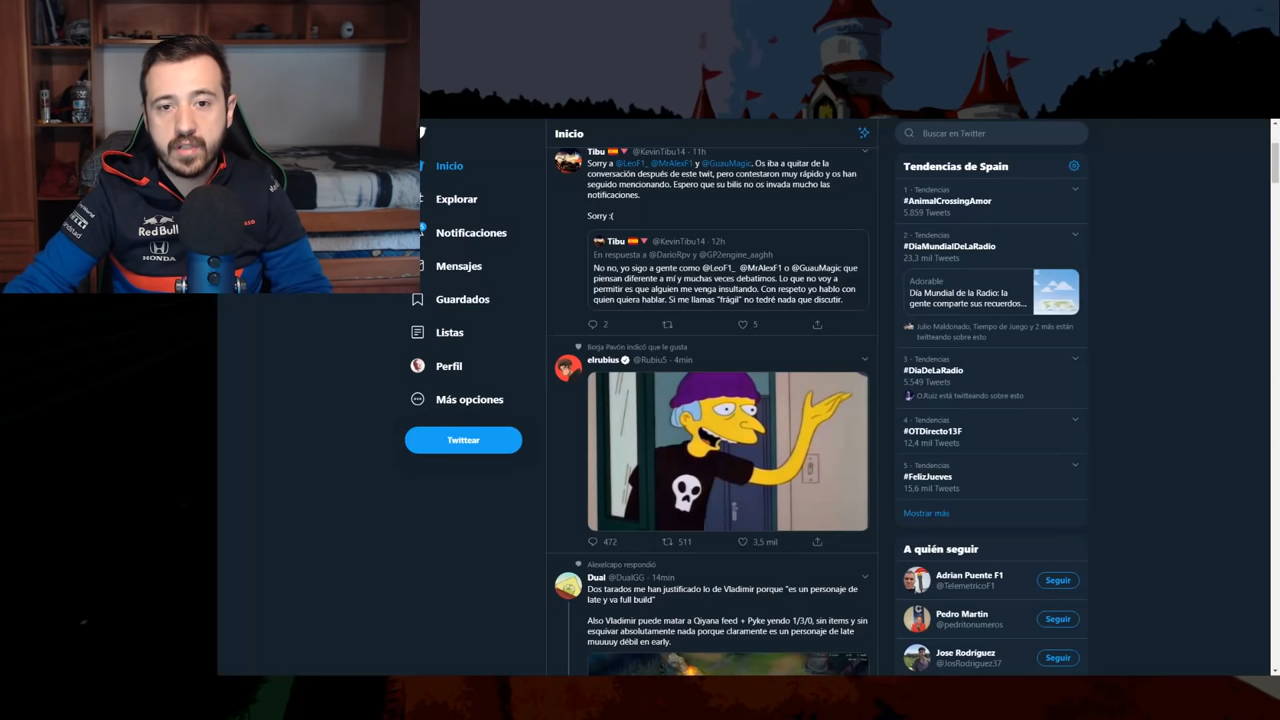 Red Bull
HONDA
Inicio
Explorar
Notificaciones
Mensajes
Guardados
Listas
Perfil
Más opciones
Twittear
Inicio
Tibu @KevinTibu14 · 11h
Sorry a @LeoF1_ @MrAlexF1 y @GuauMagic. Os iba a quitar de la
conversación después de este twit, pero contestaron muy rápido y os han
seguido mencionando. Espero que su bilis no os invada mucho las
notificaciones.
Sorry :(
Tibu @KevinTibu14 · 12h
En respuesta a @DarioRpv y @GP2engine_aaghh
No no, yo sigo a gente como @LeoF1_ @MrAlexF1 o @GuauMagic que
piensan diferente a mí y muchas veces debatimos. Lo que no voy a
permitir es que alguien me venga insultando. Con respeto yo hablo con
quien quiera hablar. Si me llamas "frágil" no tedré nada que discutir.
2 5
Borja Pavón indicó que le gusta
elrubius @Rubiu5 · 4min
472 511 3,5 mil
Alexelcapo respondió
Dual @DualGG · 14min
Dos tarados me han justificado lo de Vladimir porque "es un personaje de
late y va full build"
Also Vladimir puede matar a Qiyana feed + Pyke yendo 1/3/0, sin items y sin
esquivar absolutamente nada porque claramente es un personaje de late
muuuuy débil en early.
Buscar en Twitter
Tendencias de Spain
1 · Tendencias
#AnimalCrossingAmor
5.859 Tweets
2 · Tendencias
#DiaMundialDeLaRadio
23,3 mil Tweets
Adorable
Día Mundial de la Radio: la
gente comparte sus recuerdos...
Julio Maldonado, Tiempo de Juego y 2 más están
twitteando sobre esto
3 · Tendencias
#DiaDeLaRadio
5.549 Tweets
O.Ruiz está twitteando sobre esto
4 · Tendencias
#OTDirecto13F
12,4 mil Tweets
5 · Tendencias
#FelizJueves
15,6 mil Tweets
Mostrar más
A quién seguir
Adrian Puente F1
@TelemetricoF1
Seguir
Pedro Martin
@pedritonumeros
Seguir
Jose Rodríguez
@JosRodriguez37
Seguir